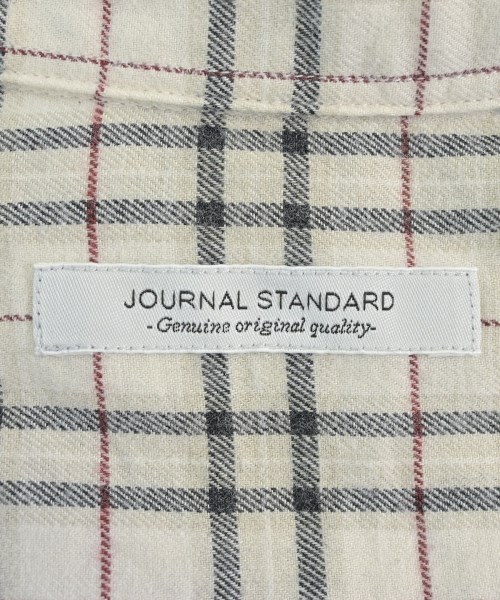 JOURNAL STANDARD
-Genuine original quality-